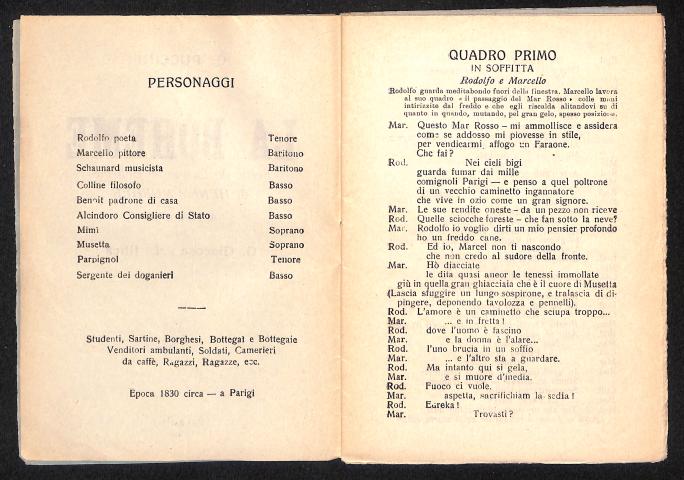 PERSONAGGI
Rodolfo poeta Tenore
Marcello pittore Baritono
Schaunard musicista Baritono
Colline filosofo Basso
Benoit padrone di casa Basso
Alcindoro Consigliere di Stato Basso
Mimì Soprano
Musetta Soprano
Parpignol Tenore
Sergente dei doganieri Basso
Studenti, Sartine, Borghesi, Bottegai e Bottegaie
Venditori ambulanti, Soldati, Camerieri
da caffè, Ragazzi, Ragazze, ecc.
Epoca 1830 circa — a Parigi
QUADRO PRIMO
IN SOFFITTA
Rodolfo e Marcello
Rodolfo guarda meditabondo fuori della finestra. Marcello lavora
al suo quadro « il passaggio del Mar Rosso » colle mani
intirizzite dal freddo e che egli riscalda alitandovi su di
quanto in quando, mutando, pel gran gelo, spesso posizione.
Mar. Questo Mar Rosso - mi ammollisce e assidera
come se addosso mi piovesse in stille,
per vendicarmi, affogo un Faraone.
Che fai?
Rod. Nei cieli bigi
guarda fumar dai mille
comignoli Parigi — e penso a quel poltrone
di un vecchio caminetto ingannatore
che vive in ozio come un gran signore.
Mar. Le sue rendite oneste - da un pezzo non riceve
Rod. Quelle sciocche foreste - che fan sotto la neve?
Mar. Rodolfo io voglio dirti un mio pensier profondo
ho un freddo cane.
Rod. Ed io, Marcel non ti nascondo
che non credo al sudore della fronte.
Mar. Hò diacciate
le dita quasi ancor le tenessi immollate
giù in quella gran ghiacciaia che è il cuore di Musetta
(Lascia sfuggire un lungo sospirone, e tralascia di di-
pingere, deponendo tavolozza e pennelli).
Rod. L'amore è un caminetto che sciupa troppo...
Mar. ... e in fretta!
Rod. dove l'uomo è fascino
Mar. e la donna è l'alare...
Rod. l'uno brucia in un soffio
Mar. ... e l'altro sta a guardare.
Rod. Ma intanto qui si gela,
Mar. e si muore d'inedia.
Rod. Fuoco ci vuole.
Mar. aspetta, sacrifichiam la sedia!
Rod. Eureka!
Mar. Trovasti?